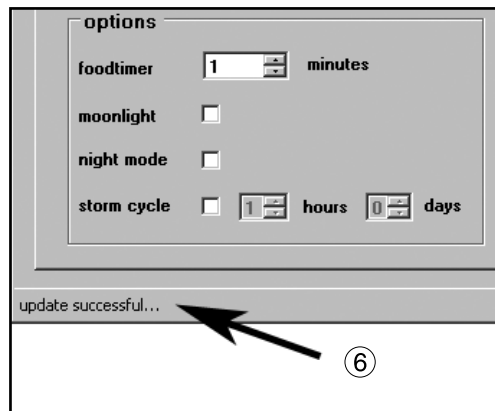 options
foodtimer 1 minutes
moonlight
night mode
storm cycle 1 hours 0 days
update successful...
6